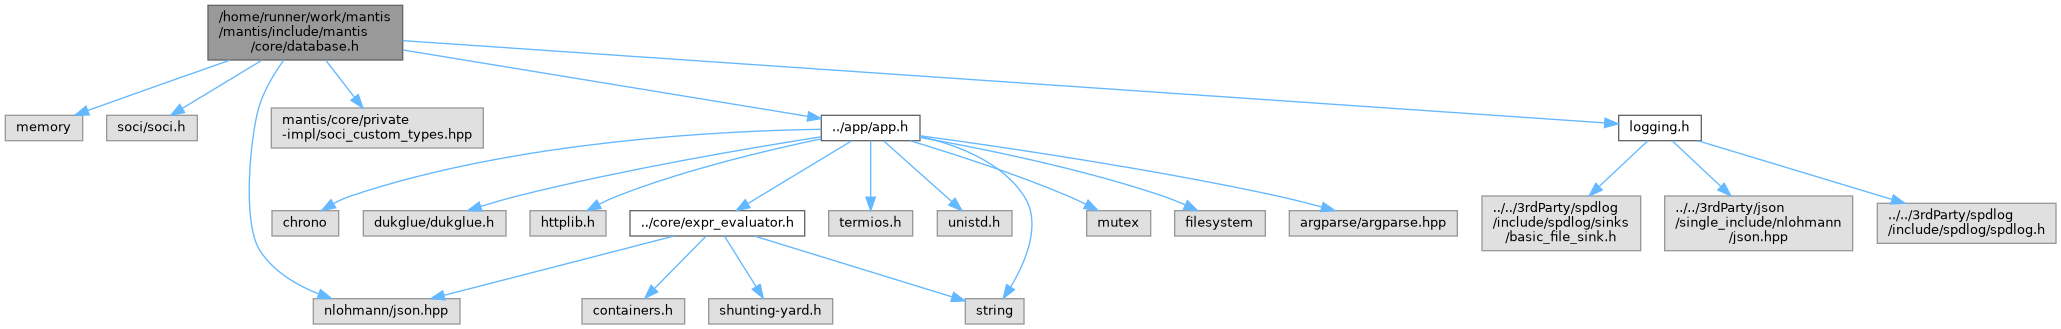 /home/runner/work/mantis
/mantis/include/mantis
/core/database.h
memory
soci/soci.h
mantis/core/private
-impl/soci_custom_types.hpp
../app/app.h
logging.h
chrono
dukglue/dukglue.h
httplib.h
../core/expr_evaluator.h
termios.h
unistd.h
mutex
filesystem
argparse/argparse.hpp
../../3rdParty/spdlog
/include/spdlog/sinks
/basic_file_sink.h
../../3rdParty/json
/single_include/nlohmann
/json.hpp
../../3rdParty/spdlog
/include/spdlog/spdlog.h
nlohmann/json.hpp
containers.h
shunting-yard.h
string